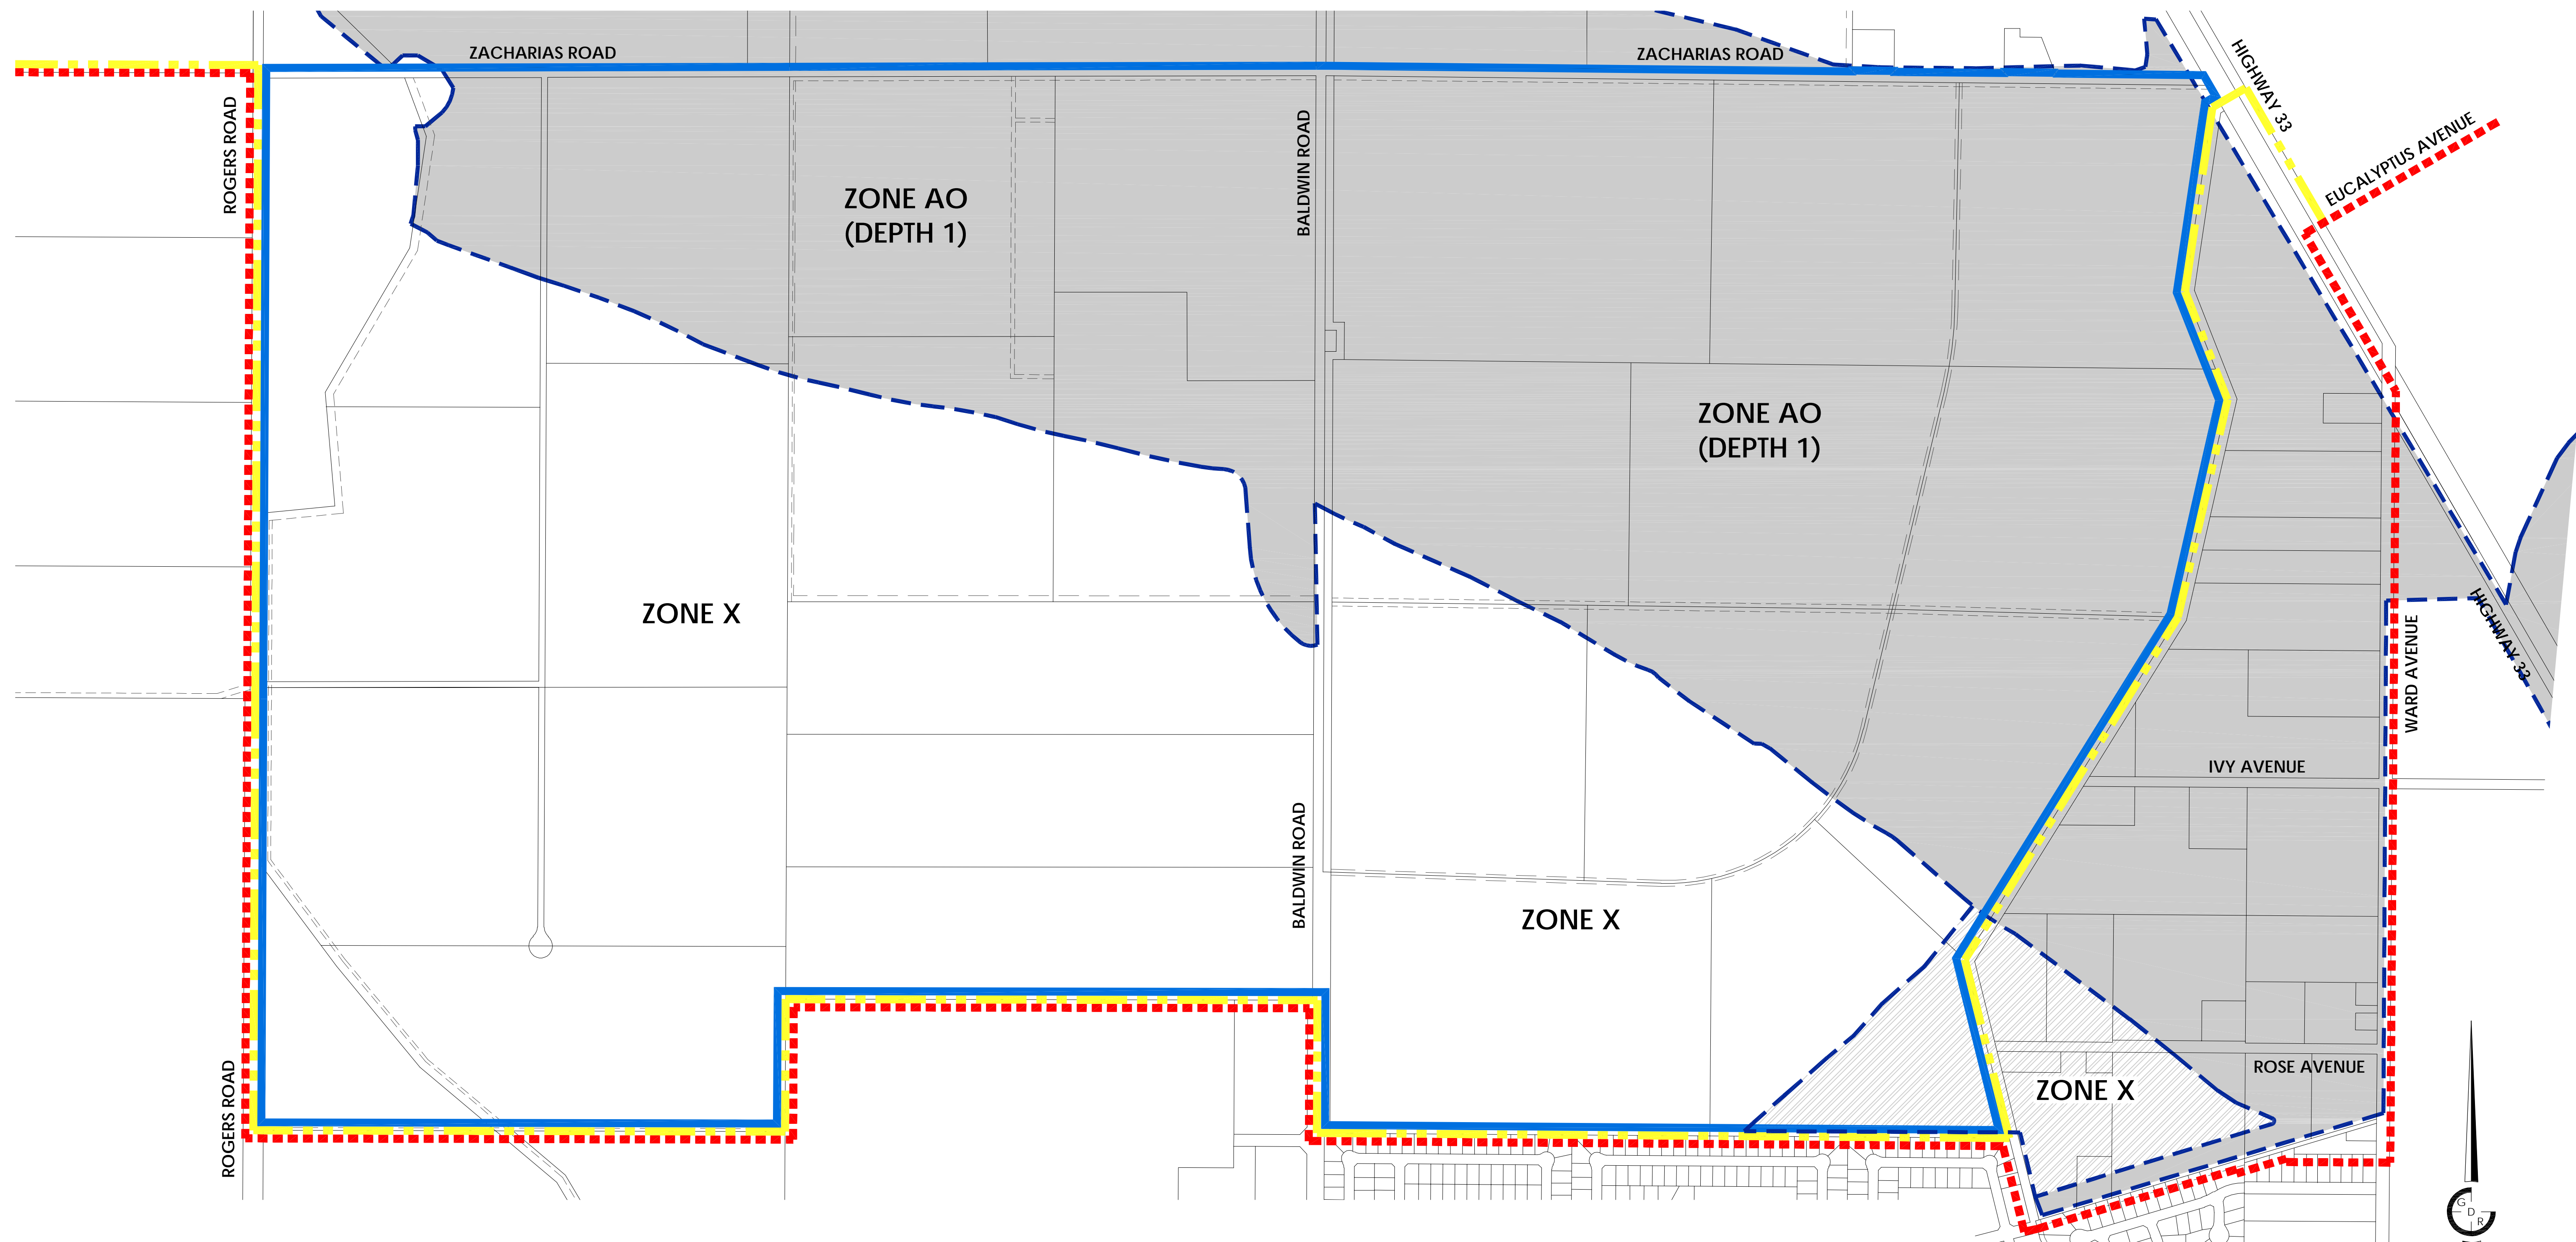 ZACHARIAS ROAD
ZACHARIAS ROAD
HIGHWAY 33
EUCALYPTUS AVENUE
ROGERS ROAD
BALDWIN ROAD
ZONE AO
(DEPTH 1)
ZONE AO
(DEPTH 1)
ZONE X
HIGHWAY 33
WARD AVENUE
IVY AVENUE
BALDWIN ROAD
ZONE X
ROGERS ROAD
ROSE AVENUE
ZONE X
G
D
R